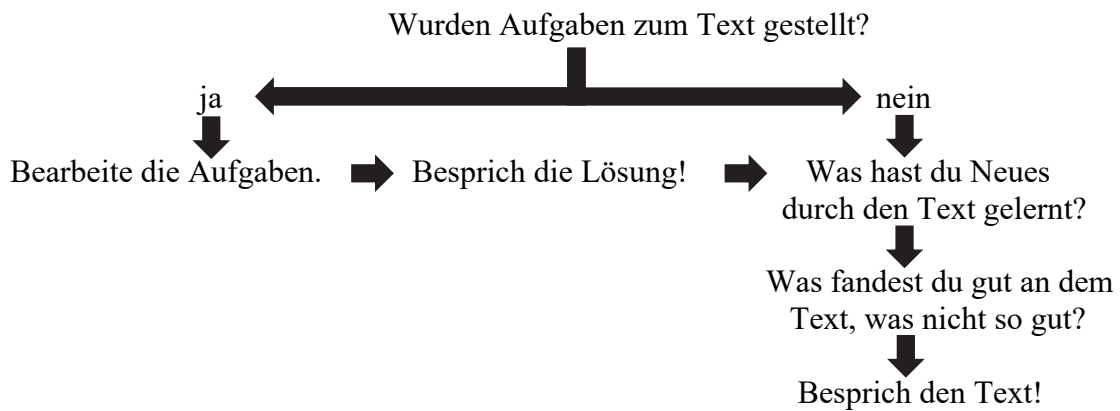 Wurden Aufgaben zum Text gestellt?
ja
nein
Bearbeite die Aufgaben.
Besprich die Lösung!
Was hast du Neues
durch den Text gelernt?
Was fandest du gut an dem
Text, was nicht so gut?
Besprich den Text!